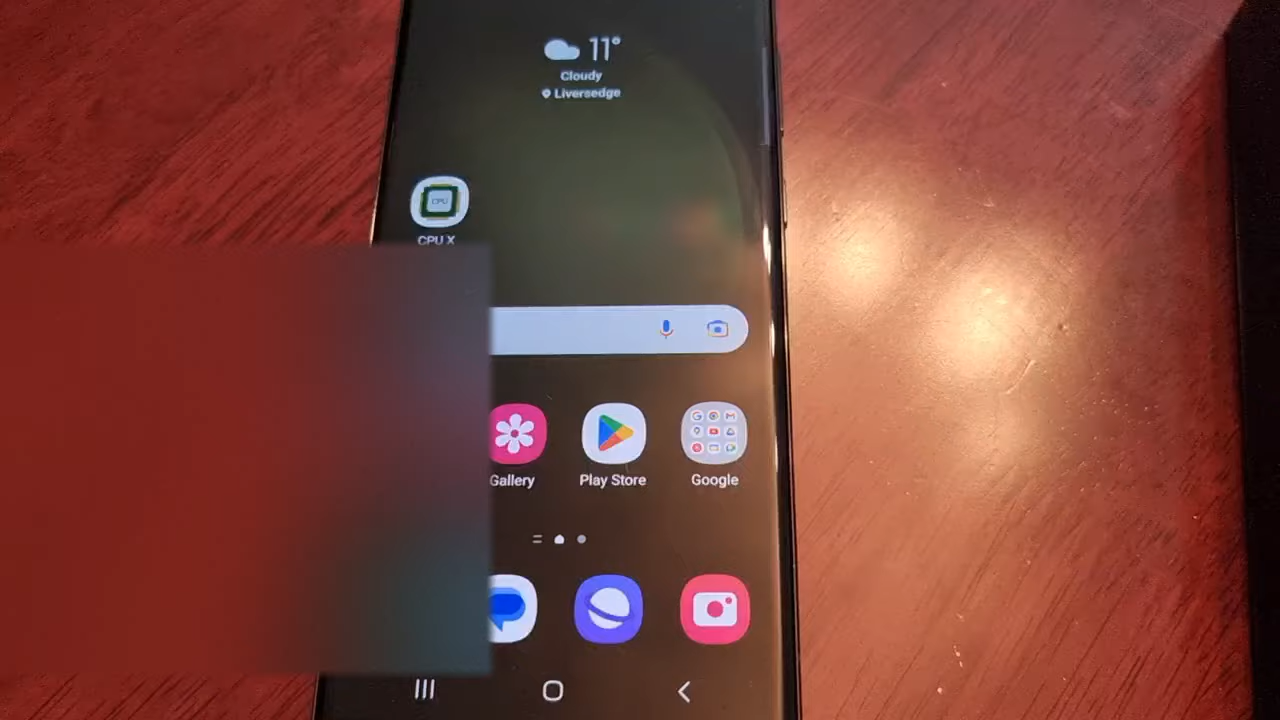 11°
Cloudy
Liversedge
CPU
CPU X
Gallery
Play Store
Google